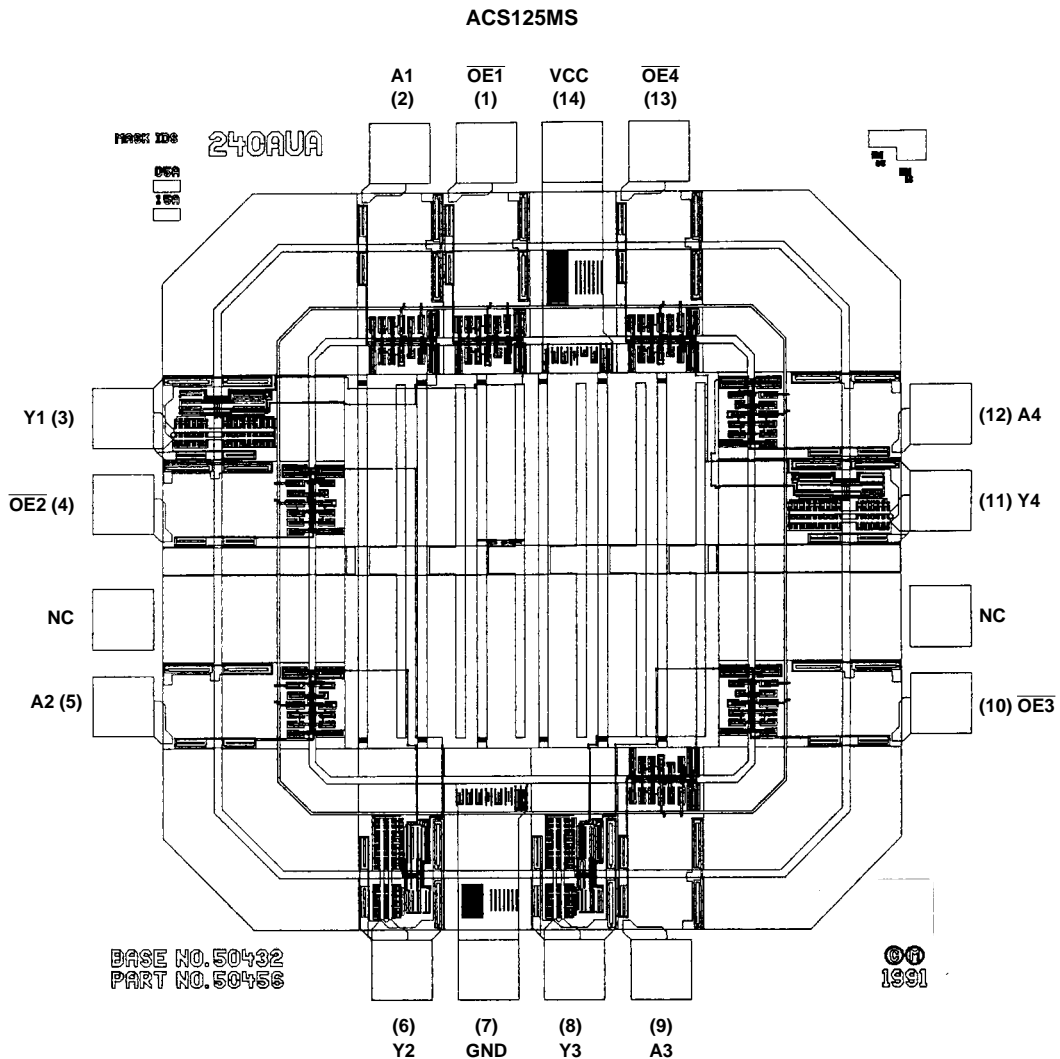 ACS125MS
A1 OE1 VCC OE4
(2) (1) (14) (13)
MASK IDS
240AUA
05A
15A
Y1 (3)
(12) A4
OE2 (4)
(11) Y4
NC
NC
A2 (5)
(10) OE3
BASE NO.50432
PART NO.50456
C M
1991
(6) (7) (8) (9)
Y2 GND Y3 A3